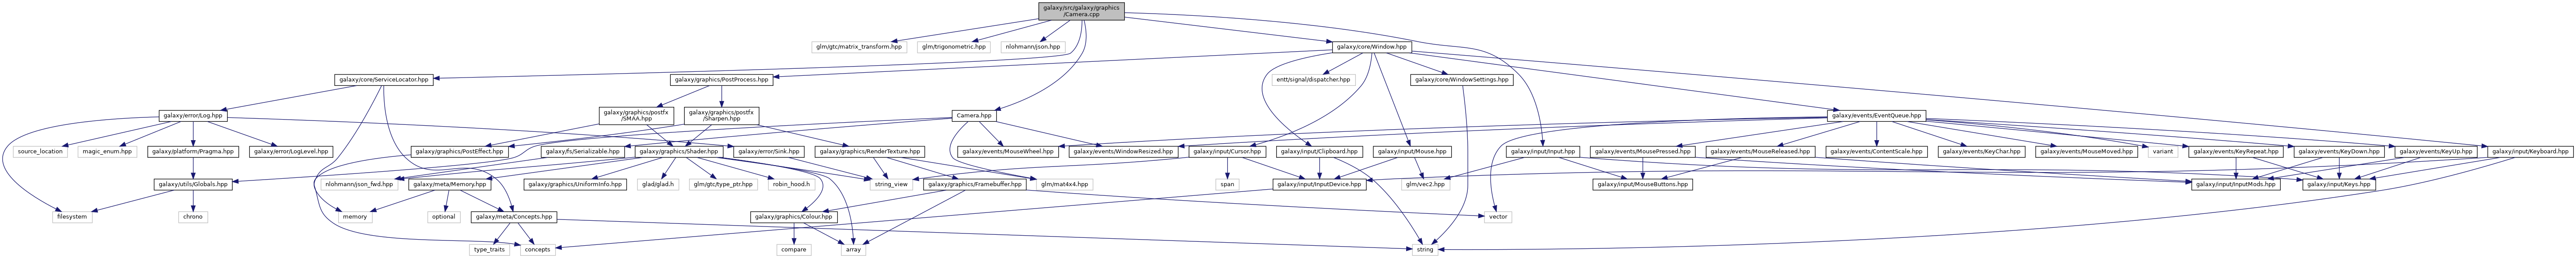 galaxy/src/galaxy/graphics
/Camera.cpp
glm/gtc/matrix_transform.hpp
glm/trigonometric.hpp
nlohmann/json.hpp
galaxy/core/Window.hpp
galaxy/core/ServiceLocator.hpp
galaxy/graphics/PostProcess.hpp
entt/signal/dispatcher.hpp
galaxy/core/WindowSettings.hpp
galaxy/error/Log.hpp
galaxy/graphics/postfx
/SMAA.hpp
galaxy/graphics/postfx
/Sharpen.hpp
Camera.hpp
galaxy/events/EventQueue.hpp
source_location
magic_enum.hpp
galaxy/platform/Pragma.hpp
galaxy/error/LogLevel.hpp
galaxy/graphics/PostEffect.hpp
galaxy/fs/Serializable.hpp
galaxy/graphics/Shader.hpp
galaxy/error/Sink.hpp
galaxy/graphics/RenderTexture.hpp
galaxy/events/MouseWheel.hpp
galaxy/events/WindowResized.hpp
galaxy/input/Cursor.hpp
galaxy/input/Clipboard.hpp
galaxy/input/Mouse.hpp
galaxy/input/Input.hpp
galaxy/events/MousePressed.hpp
galaxy/events/MouseReleased.hpp
galaxy/events/ContentScale.hpp
galaxy/events/KeyChar.hpp
galaxy/events/MouseMoved.hpp
variant
galaxy/events/KeyRepeat.hpp
galaxy/events/KeyDown.hpp
galaxy/events/KeyUp.hpp
galaxy/input/Keyboard.hpp
galaxy/utils/Globals.hpp
nlohmann/json_fwd.hpp
galaxy/meta/Memory.hpp
galaxy/graphics/UniformInfo.hpp
glad/glad.h
glm/gtc/type_ptr.hpp
robin_hood.h
string_view
galaxy/graphics/Framebuffer.hpp
glm/mat4x4.hpp
span
galaxy/input/InputDevice.hpp
glm/vec2.hpp
galaxy/input/MouseButtons.hpp
galaxy/input/InputMods.hpp
galaxy/input/Keys.hpp
filesystem
chrono
memory
optional
galaxy/meta/Concepts.hpp
galaxy/graphics/Colour.hpp
vector
type_traits
concepts
compare
array
string